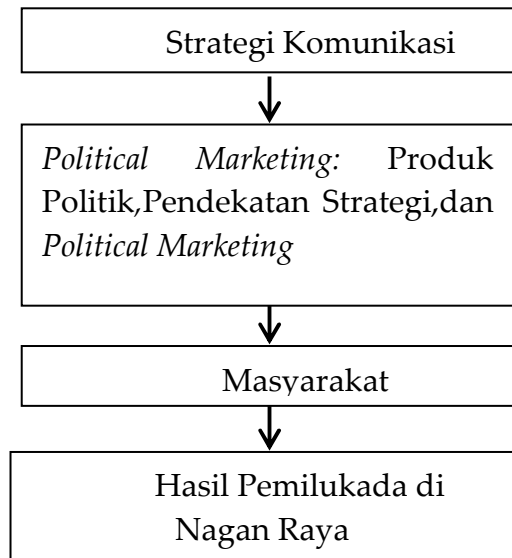 Strategi Komunikasi
Political Marketing: Produk
Politik,Pendekatan Strategi,dan
Political Marketing
Masyarakat
Hasil Pemilukada di
Nagan Raya